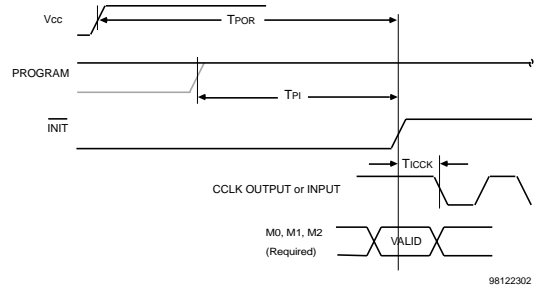 Vcc
TPOR
PROGRAM
TPI
INIT
TICCK
CCLK OUTPUT or INPUT
M0, M1, M2
(Required)
VALID
98122302